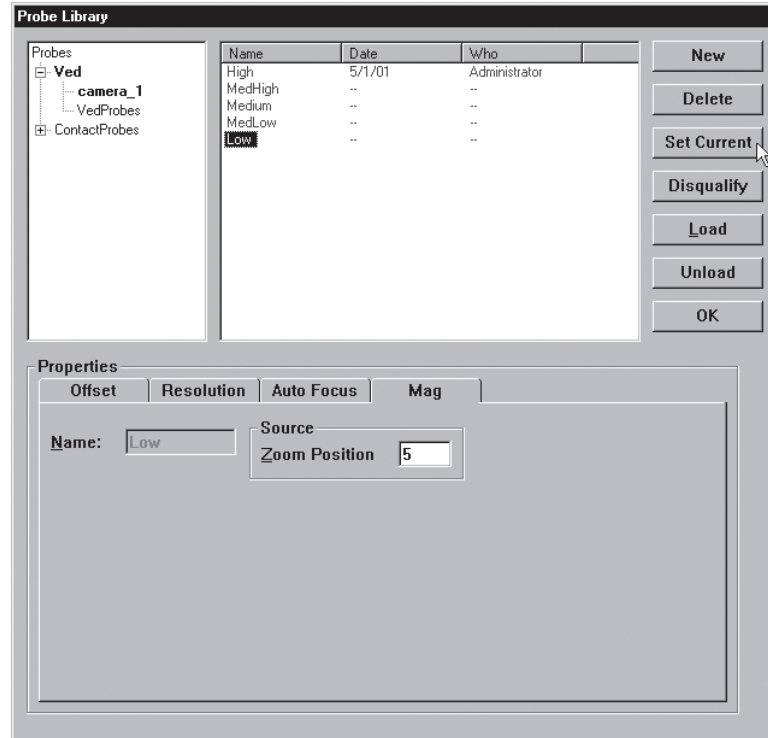 Probe Library
Probes
Ved
camera_1
VedProbes
ContactProbes
Name Date Who
High 5/1/01 Administrator
MedHigh -- --
Medium -- --
MedLow -- --
Low -- --
New
Delete
Set Current
Disqualify
Load
Unload
OK
Properties
Offset Resolution Auto Focus Mag
Name: Low
Source
Zoom Position 5